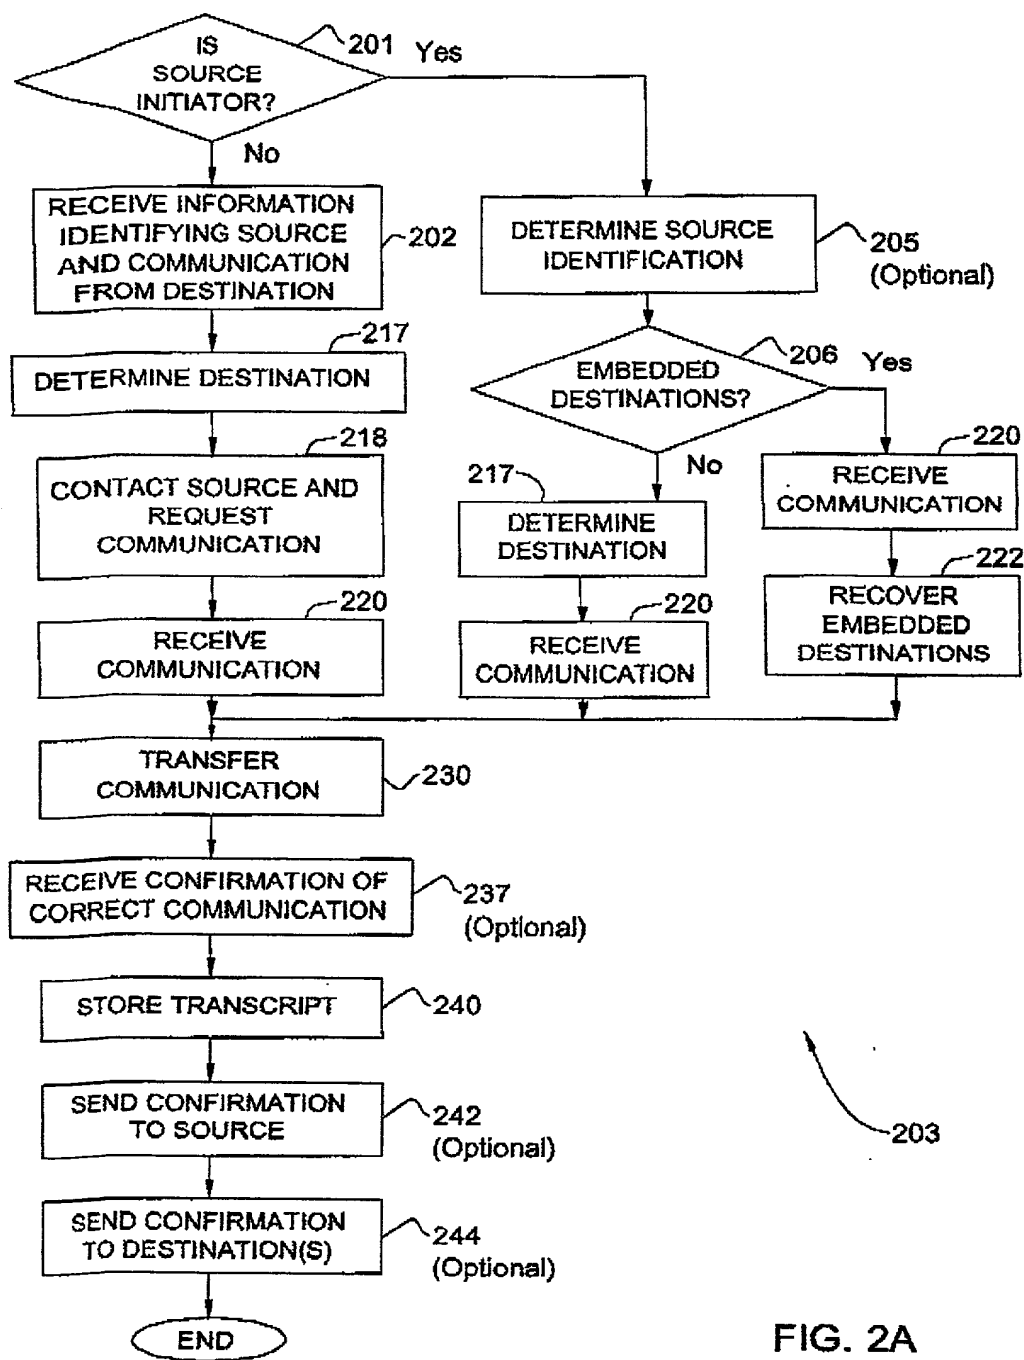 IS
SOURCE
INITIATOR?
201
Yes
No
RECEIVE INFORMATION
IDENTIFYING SOURCE
AND COMMUNICATION
FROM DESTINATION
202
DETERMINE SOURCE
IDENTIFICATION
205
(Optional)
217
DETERMINE DESTINATION
EMBEDDED
DESTINATIONS?
206
Yes
No
218
CONTACT SOURCE AND
REQUEST
COMMUNICATION
217
DETERMINE
DESTINATION
220
RECEIVE
COMMUNICATION
222
RECOVER
EMBEDDED
DESTINATIONS
220
RECEIVE
COMMUNICATION
220
RECEIVE
COMMUNICATION
TRANSFER
COMMUNICATION
230
RECEIVE CONFIRMATION OF
CORRECT COMMUNICATION
237
(Optional)
STORE TRANSCRIPT
240
SEND CONFIRMATION
TO SOURCE
242
(Optional)
203
SEND CONFIRMATION
TO DESTINATION(S)
244
(Optional)
END
FIG. 2A